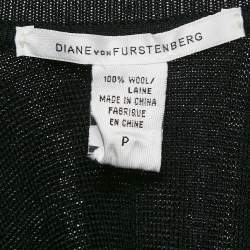 DIANE VON FURSTENBERG
100% WOOL/
LAINE
MADE IN CHINA
FABRIQUE
EN CHINE
P